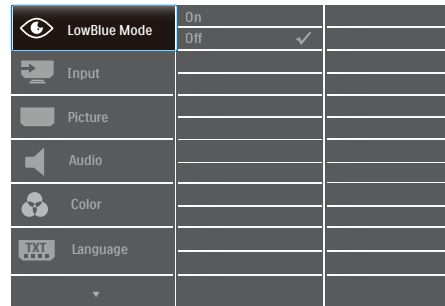 LowBlue Mode
On
Off
Input
Picture
Audio
Color
TXT
Language